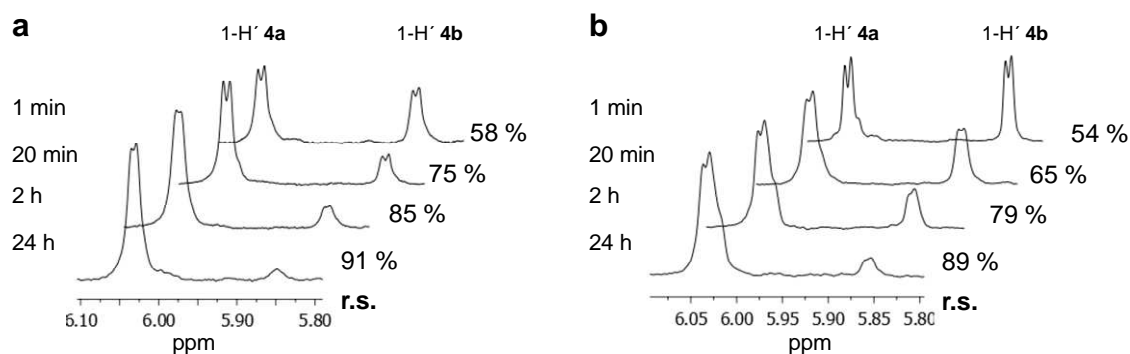 a
1-H´ 4a 1-H´ 4b
1 min
58 %
20 min
75 %
2 h
85 %
24 h
91 %
r.s.
6.10 6.00 5.90 5.80
ppm
b
1-H´ 4a 1-H´ 4b
1 min
54 %
20 min
65 %
2 h
79 %
24 h
89 %
r.s.
6.05 6.00 5.95 5.90 5.85 5.80
ppm